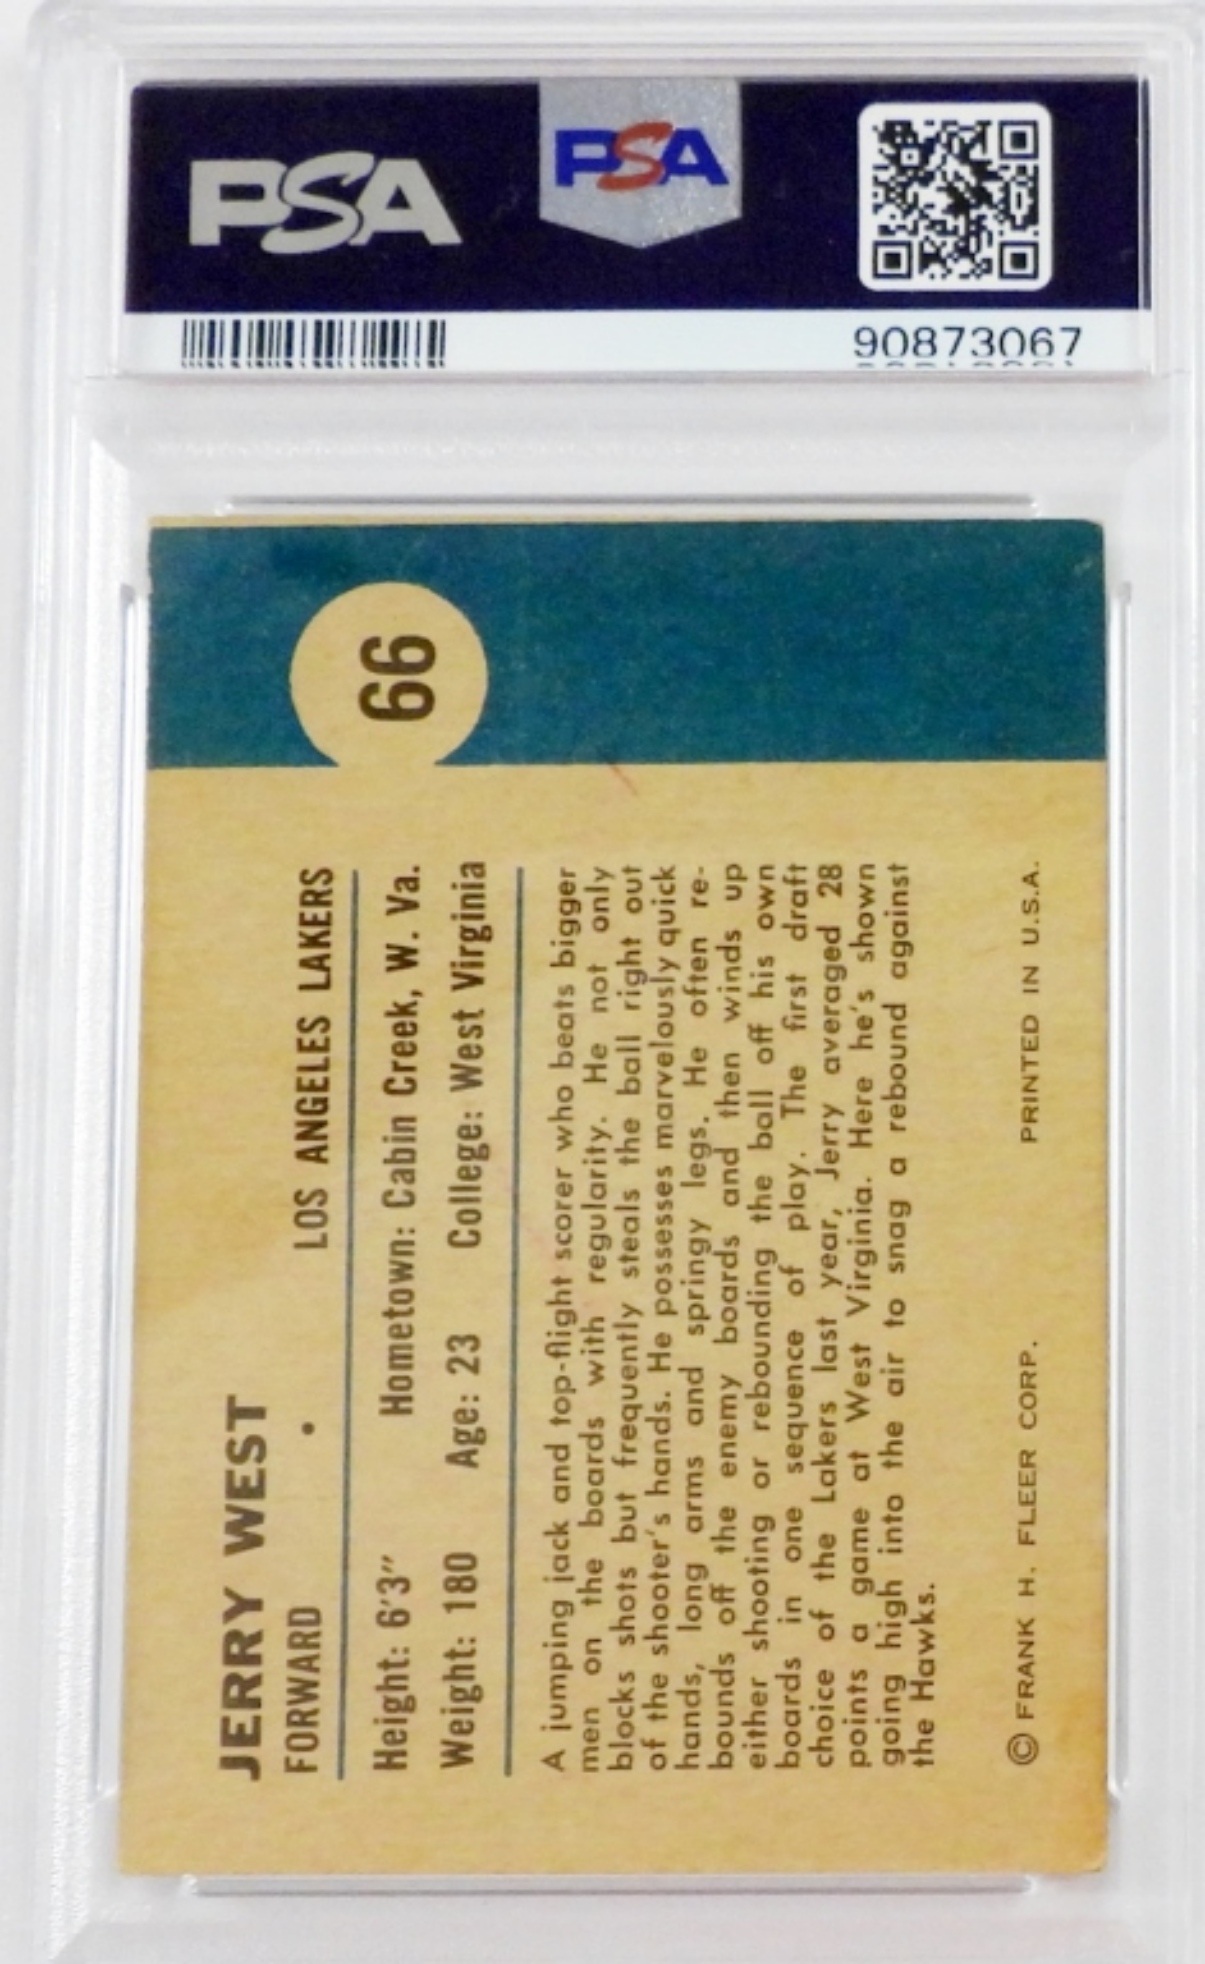 PSA
PSA
90873067
66
JERRY WEST
FORWARD • LOS ANGELES LAKERS
Height: 6'3" Hometown: Cabin Creek, W. Va.
Weight: 180 Age: 23 College: West Virginia
A jumping jack and top-flight scorer who beats bigger
men on the boards with regularity. He not only
blocks shots but frequently steals the ball right out
of the shooter's hands. He possesses marvelously quick
hands, long arms and springy legs. He often re-
bounds off the enemy boards and then winds up
either shooting or rebounding the ball off his own
boards in one sequence of play. The first draft
choice of the Lakers last year, Jerry averaged 28
points a game at West Virginia. Here he's shown
going high into the air to snag a rebound against
the Hawks.
© FRANK H. FLEER CORP. PRINTED IN U.S.A.